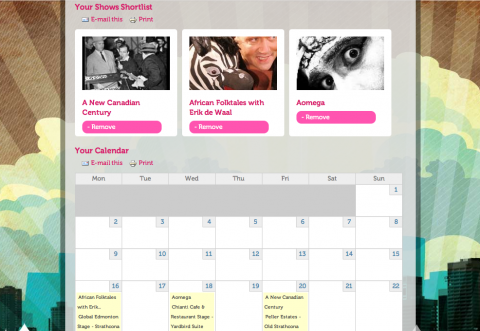 Your Shows Shortlist
E-mail this Print
A New Canadian
Century
- Remove
African Folktales with
Erik de Waal
- Remove
Aomega
- Remove
Your Calendar
E-mail this Print
Mon Tue Wed Thu Fri Sat Sun
1
2 3 4 5 6 7 8
9 10 11 12 13 14 15
16 17 18 19 20 21 22
African Folktales
with Erik...
Global Edmonton
Stage - Strathcona
Aomega
Chianti Cafe &
Restaurant Stage -
Yardbird Suite
A New Canadian
Century
Peller Estates -
Old Strathcona